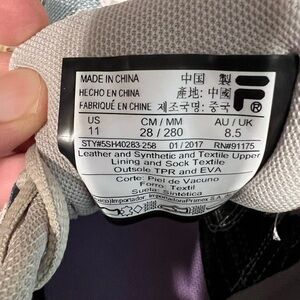 MADE IN CHINA 中国 製
HECHO EN CHINA 產地: 中國
FABRIQUÉ EN CHINE 제조국명: 중국
US CM / MM AU / UK
11 28 / 280 8.5
STY#5SH40283-258 01 / 2017 RN#91175
Leather and Synthetic and Textile Upper
Lining and Sock Textile
Outsole TPR and EVA
Corte: Piel de Vacuno
Forro: Textil
Suela: Sintética
Importador: